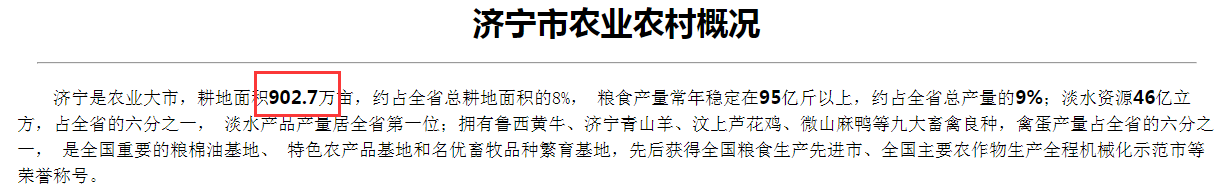 济宁市农业农村概况
济宁是农业大市，耕地面积902.7万亩，约占全省总耕地面积的8%， 粮食产量常年稳定在95亿斤以上，约占全省总产量的9%；淡水资源46亿立
方，占全省的六分之一， 淡水产品产量居全省第一位；拥有鲁西黄牛、济宁青山羊、汶上芦花鸡、微山麻鸭等九大畜禽良种，禽蛋产量占全省的六分之
一， 是全国重要的粮棉油基地、 特色农产品基地和名优畜牧品种繁育基地，先后获得全国粮食生产先进市、全国主要农作物生产全程机械化示范市等
荣誉称号。